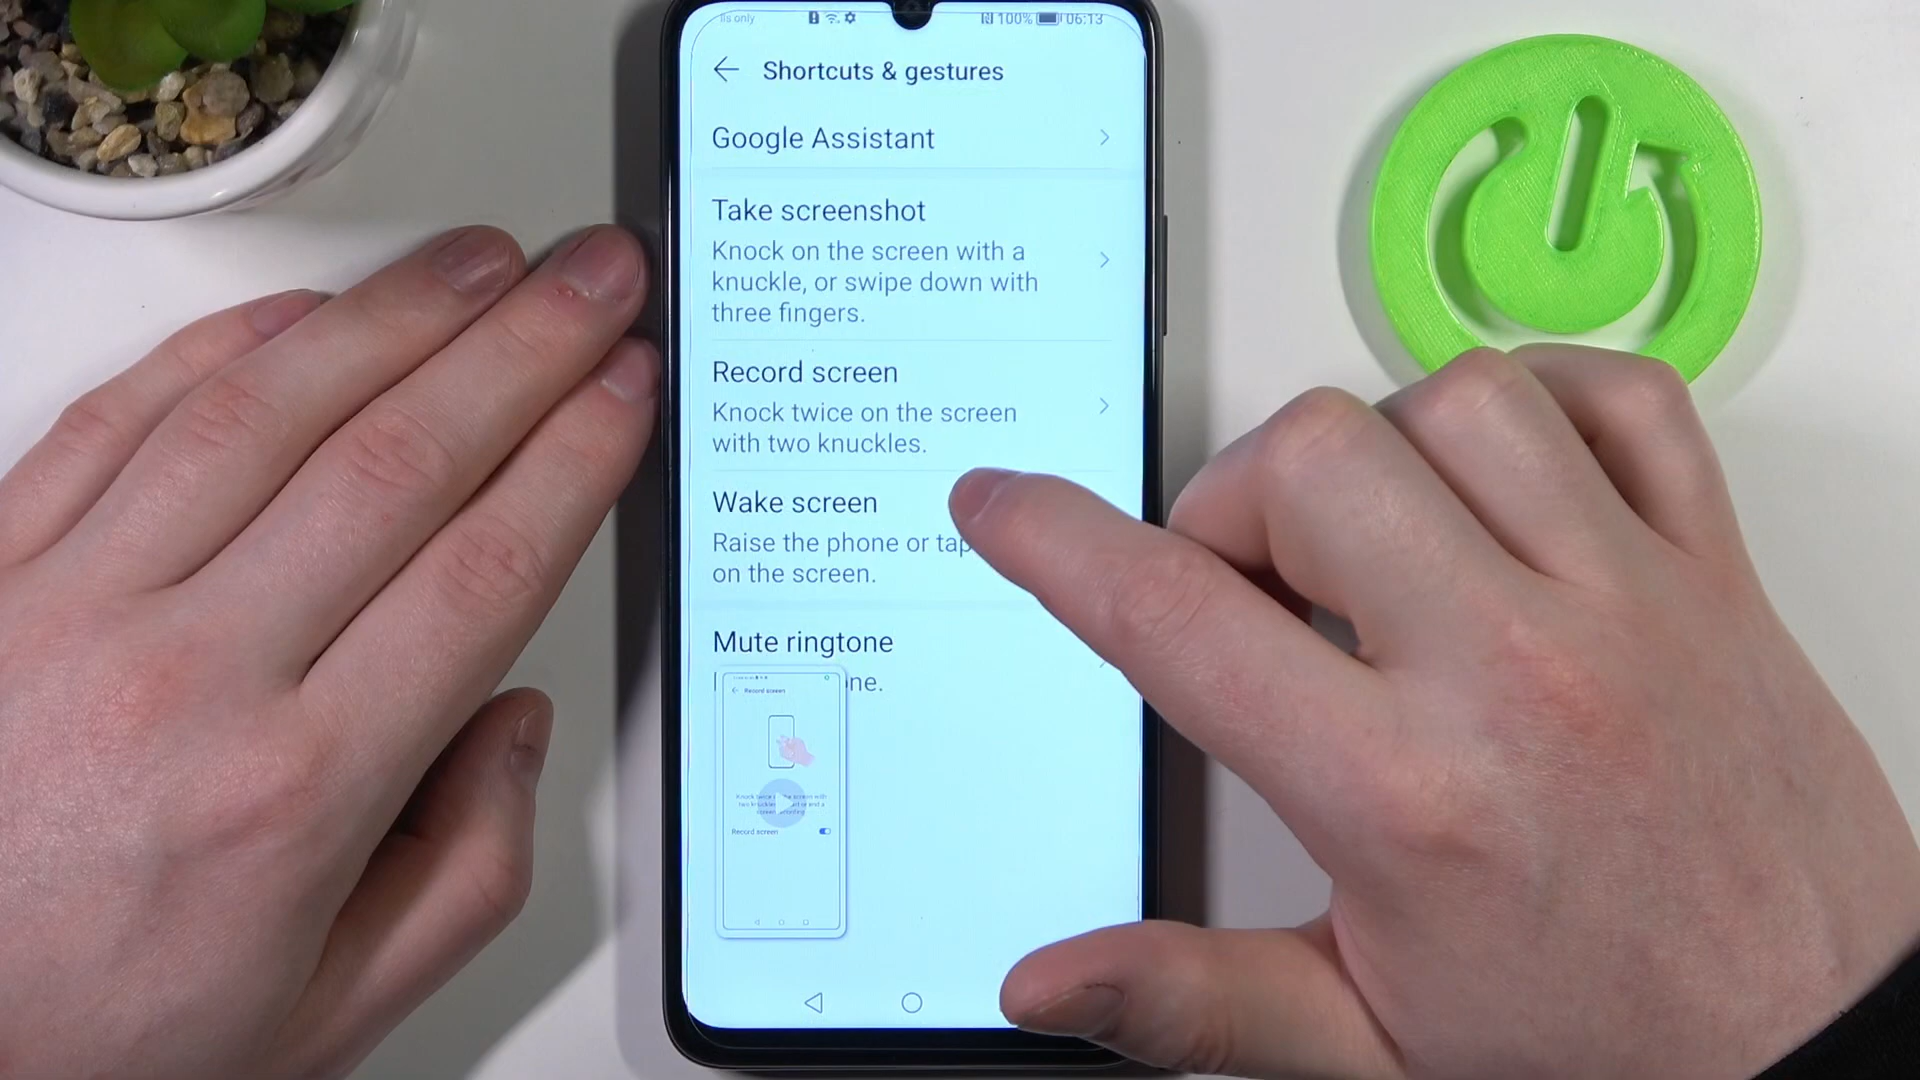 lls only 100% 06:13
Shortcuts & gestures
Google Assistant
Take screenshot
Knock on the screen with a
knuckle, or swipe down with
three fingers.
Record screen
Knock twice on the screen
with two knuckles.
Wake screen
Raise the phone or tap
on the screen.
Mute ringtone
ne.
Record screen
Record screen